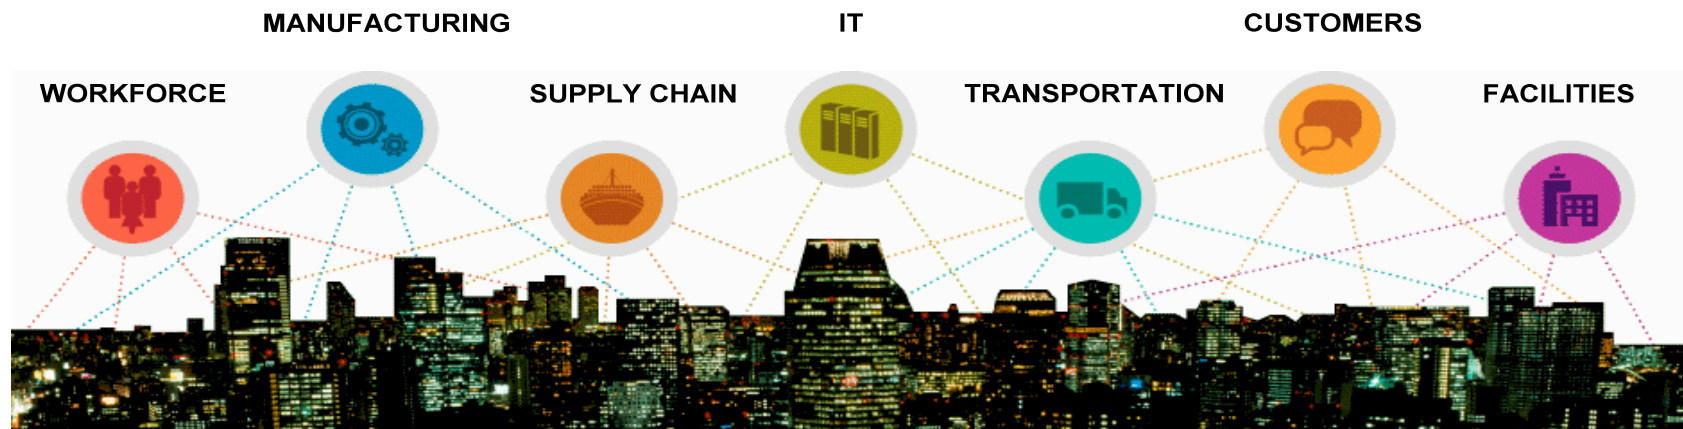 MANUFACTURING
IT
CUSTOMERS
WORKFORCE
SUPPLY CHAIN
TRANSPORTATION
FACILITIES